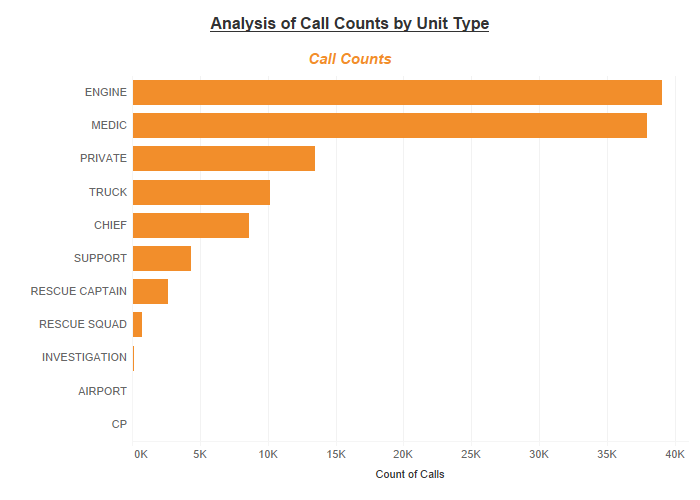 Analysis of Call Counts by Unit Type
Call Counts
ENGINE
MEDIC
PRIVATE
TRUCK
CHIEF
SUPPORT
RESCUE CAPTAIN
RESCUE SQUAD
INVESTIGATION
AIRPORT
CP
0K 5K 10K 15K 20K 25K 30K 35K 40K
Count of Calls